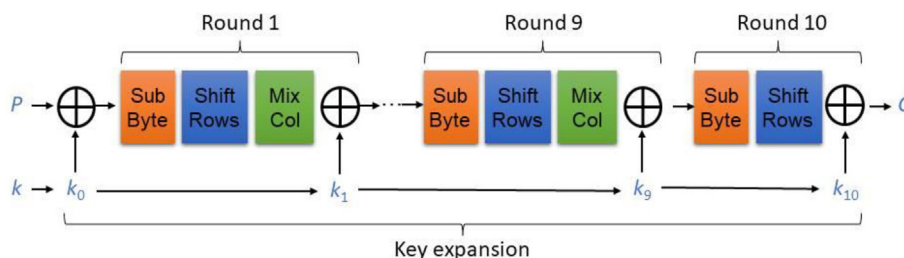 Round 1
Round 9
Round 10
P
Sub Byte
Shift Rows
Mix Col
Sub Byte
Shift Rows
Mix Col
Sub Byte
Shift Rows
C
k
k₀
k₁
k₉
k₁₀
Key expansion